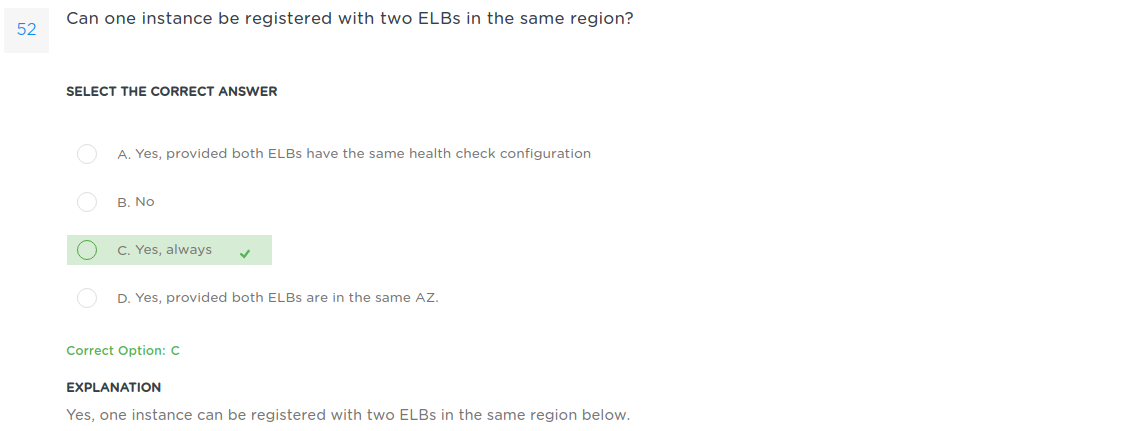 52
Can one instance be registered with two ELBs in the same region?
SELECT THE CORRECT ANSWER
A. Yes, provided both ELBs have the same health check configuration
B. No
C. Yes, always
D. Yes, provided both ELBs are in the same AZ.
Correct Option: C
EXPLANATION
Yes, one instance can be registered with two ELBs in the same region below.